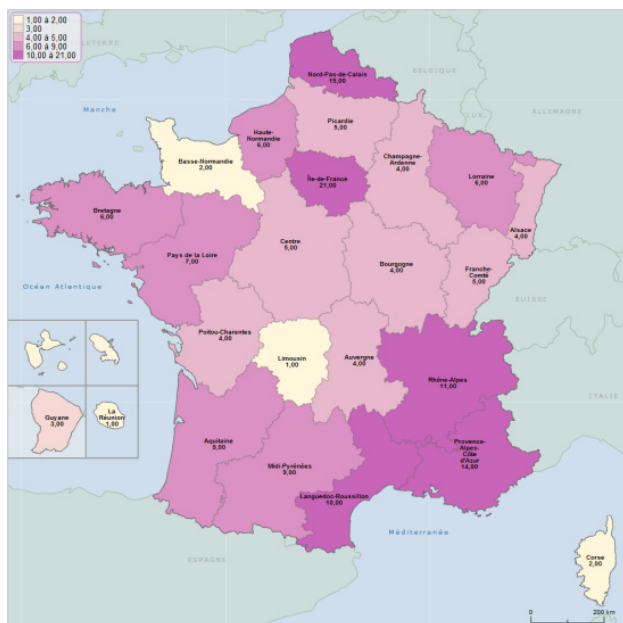 1,00 à 2,00
3,00
4,00 à 5,00
6,00 à 9,00
10,00 à 21,00
ANGLETERRE
BELGIQUE
LUX.
ALLEMAGNE
Manche
Nord-Pas-de-Calais
15,00
Picardie
5,00
Haute-
Normandie
6,00
Basse-Normandie
2,00
Île-de-France
21,00
Champagne-
Ardenne
4,00
Lorraine
6,00
Alsace
4,00
Bretagne
6,00
Pays de la Loire
7,00
Centre
5,00
Bourgogne
4,00
Franche-
Comté
5,00
Océan Atlantique
SUISSE
Poitou-Charentes
4,00
Limousin
1,00
Auvergne
4,00
Rhône-Alpes
11,00
ITALIE
Guyane
3,00
La
Réunion
1,00
Aquitaine
9,00
Midi-Pyrénées
9,00
Languedoc-Roussillon
10,00
Provence-
Alpes-
Côte
d'Azur
14,00
Méditerranée
ESPAGNE
Corse
2,00
0
200 km